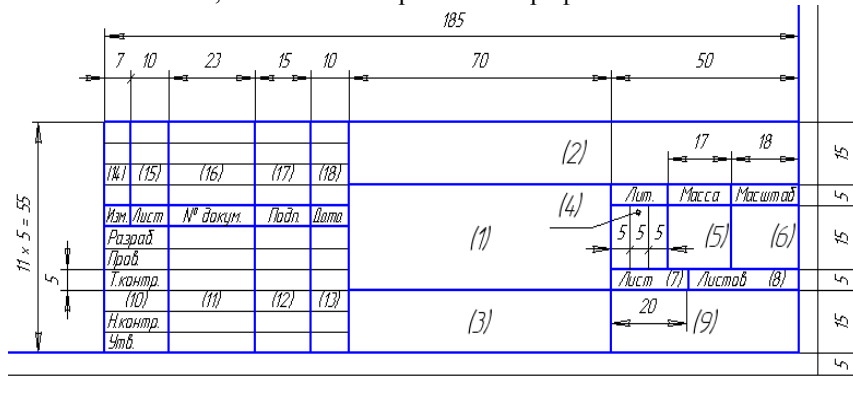 185
7 10 23 15 10 70 50
(2) 17 18 15
(14) (15) (16) (17) (18)
(4) Лит. Масса Масштаб 5
Изм. Лист № докум. Подп. Дата
11 x 5 = 55
Разраб. (1) 5 5 5 (5) (6) 15
Пров.
5 Т.контр. Лист (7) Листов (8) 5
(10) (11) (12) (13) 20
Н.контр. (3) (9) 15
Утв.
5